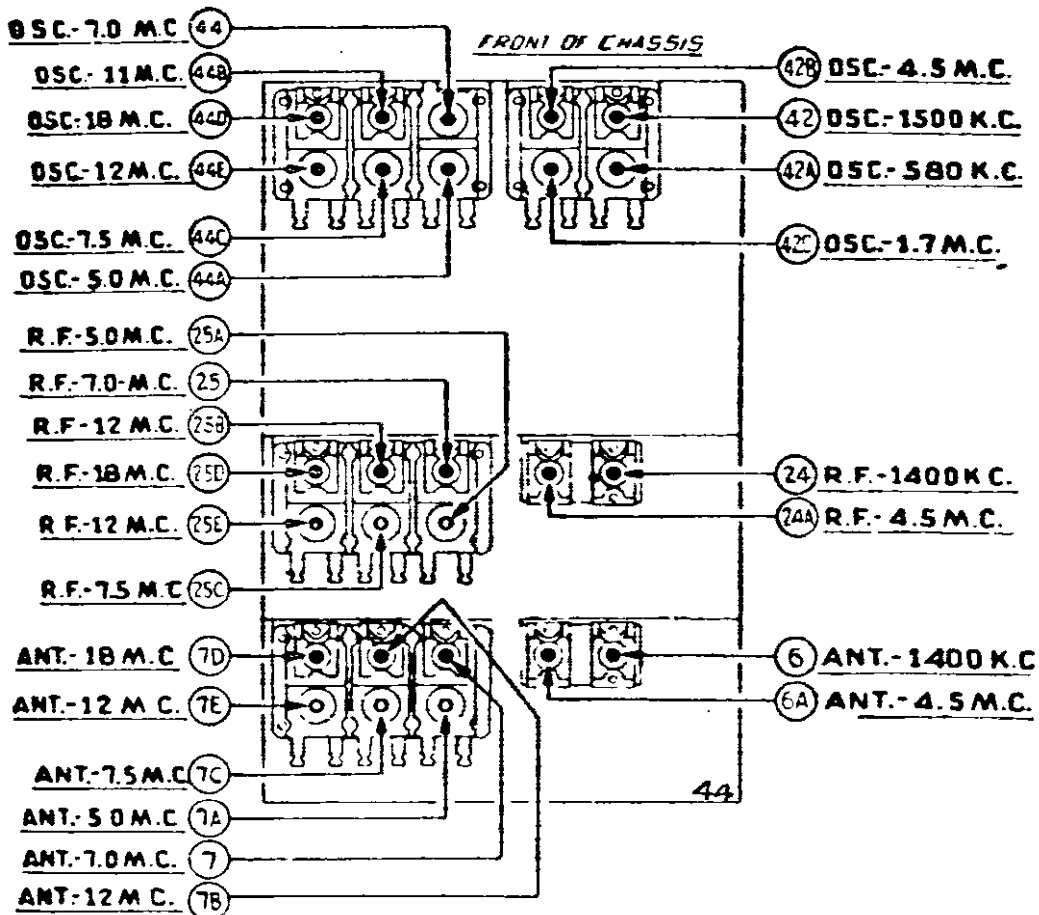 OSC.-7.0 M.C 44
OSC.-11 M.C. 44B
OSC-18 M.C. 44D
OSC.-12 M.C. 44E
OSC.-7.5 M.C. 44C
OSC.-5.0 M.C. 44A
R.F.-5.0 M.C. 25A
R.F.-7.0-M.C. 25
R.F.-12 M.C. 25B
R.F.-18 M.C. 25D
R.F.-12 M.C. 25E
R.F.-7.5 M.C 25C
ANT.-18 M.C 7D
ANT.-12 M C. 7E
ANT.-7.5 M.C 7C
ANT.-5 0 M.C 7A
ANT.-7.0 M.C. 7
ANT.-12 M C. 7B
FRONT OF CHASSIS
42B OSC.-4.5 M.C.
42 OSC.-1500 K.C.
42A OSC-580 K.C.
42C OSC.-1.7 M.C.
24 R.F.-1400 K C.
24A R.F.-4.5 M.C.
6 ANT.-1400 K.C
6A ANT.-4.5 M.C.
44